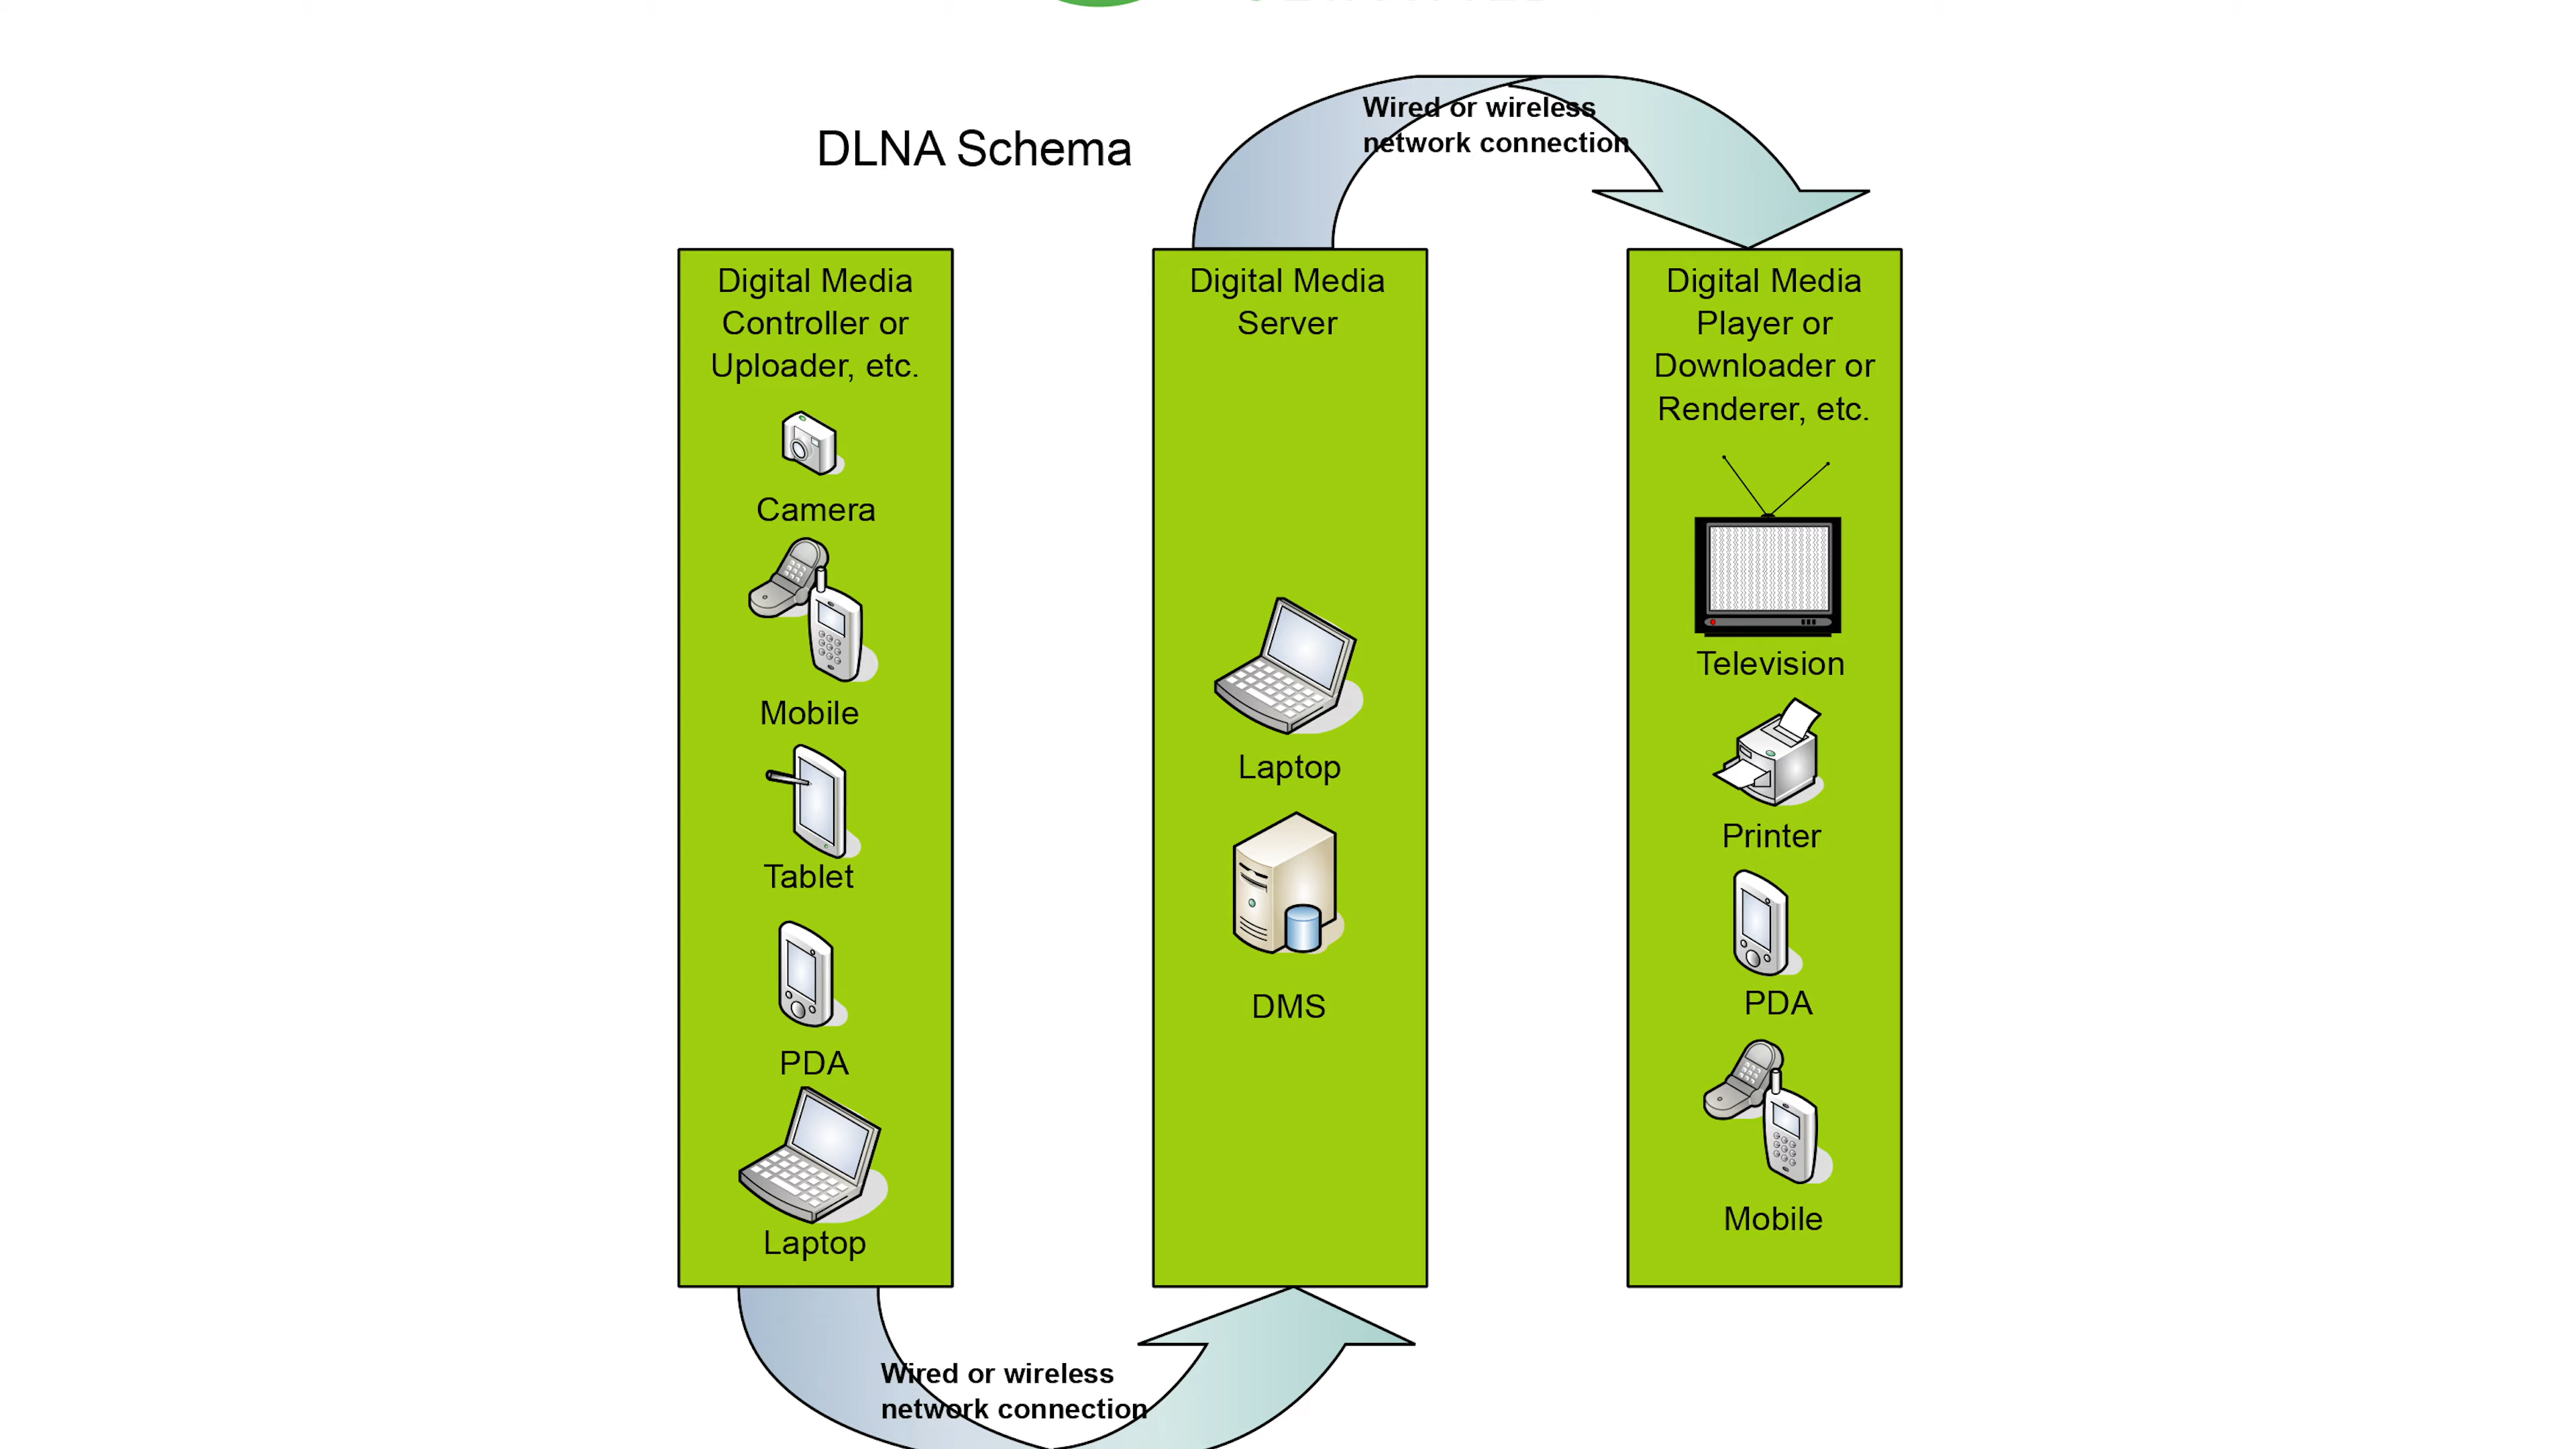 DLNA Schema
Wired or wireless
network connection
Digital Media
Controller or
Uploader, etc.
Camera
Mobile
Tablet
PDA
Laptop
Digital Media
Server
Laptop
DMS
Digital Media
Player or
Downloader or
Renderer, etc.
Television
Printer
PDA
Mobile
Wired or wireless
network connection